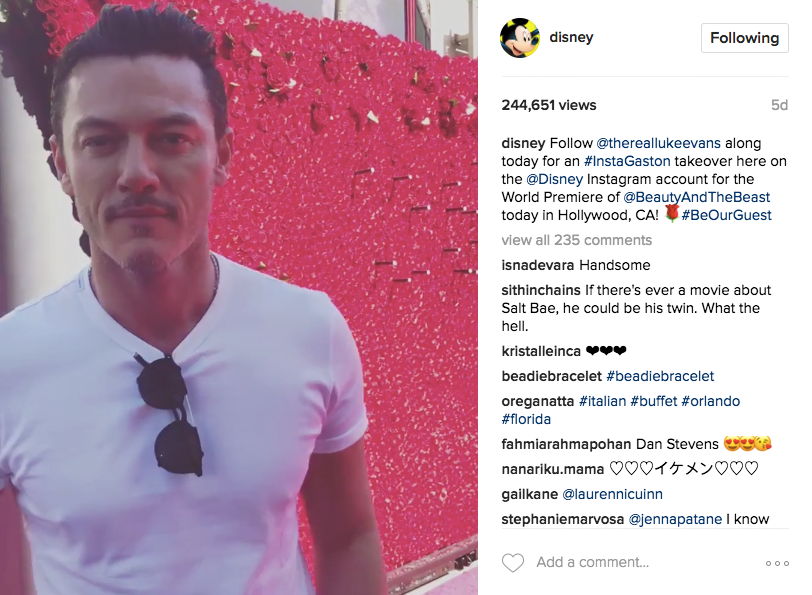 disney
Following
244,651 views
5d
disney Follow @thereallukeevans along
today for an #InstaGaston takeover here on
the @Disney Instagram account for the
World Premiere of @BeautyAndTheBeast
today in Hollywood, CA! 🌹#BeOurGuest
view all 235 comments
isnadevara Handsome
sithinchains If there's ever a movie about
Salt Bae, he could be his twin. What the
hell.
kristalleinca ❤❤❤
beadiebracelet #beadiebracelet
oreganatta #italian #buffet #orlando
#florida
fahmiarahmapohan Dan Stevens 😍😍😘
nanariku.mama ♡♡♡イケメン♡♡♡
gailkane @laurennicuinn
stephaniemarvosa @jennapatane I know
Add a comment...